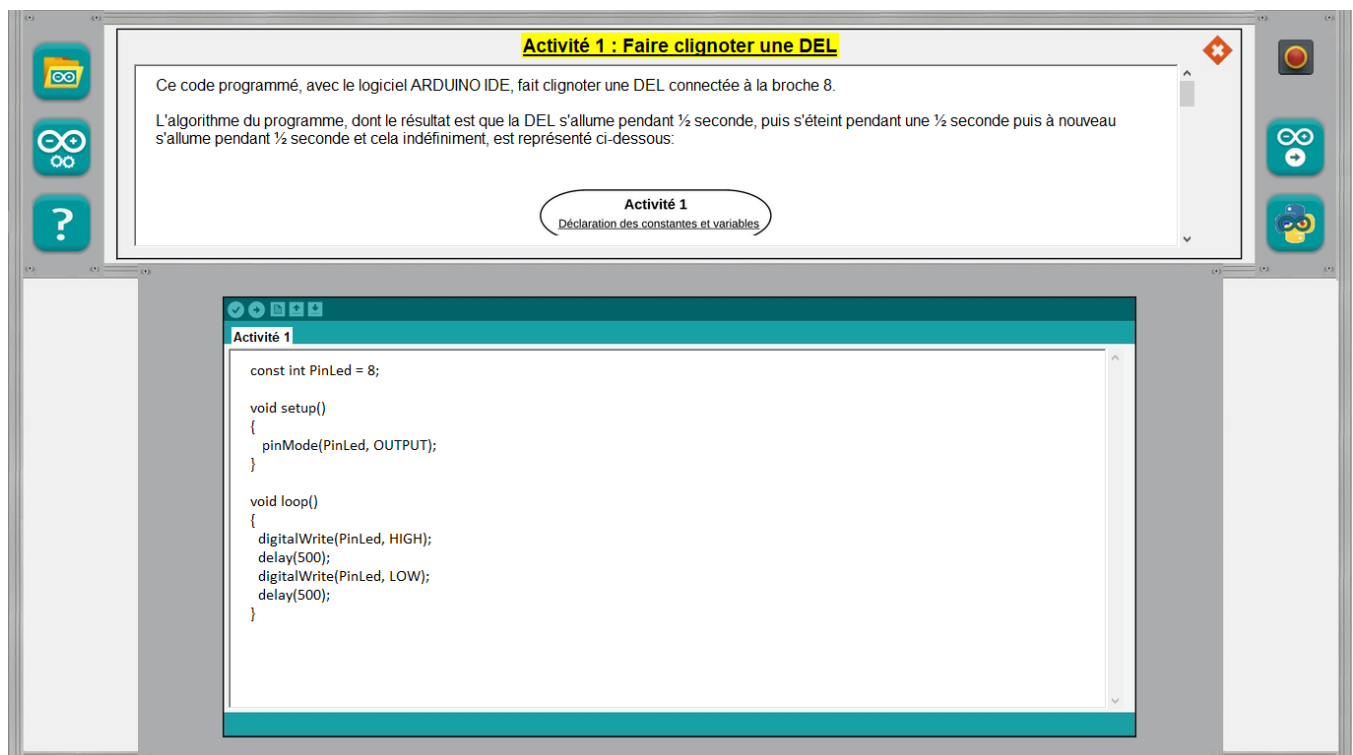 Activité 1 : Faire clignoter une DEL
Ce code programmé, avec le logiciel ARDUINO IDE, fait clignoter une DEL connectée à la broche 8.
L'algorithme du programme, dont le résultat est que la DEL s'allume pendant ½ seconde, puis s'éteint pendant une ½ seconde puis à nouveau
s'allume pendant ½ seconde et cela indéfiniment, est représenté ci-dessous:
Activité 1
Déclaration des constantes et variables
?
Activité 1
const int PinLed = 8;
void setup()
{
pinMode(PinLed, OUTPUT);
}
void loop()
{
digitalWrite(PinLed, HIGH);
delay(500);
digitalWrite(PinLed, LOW);
delay(500);
}